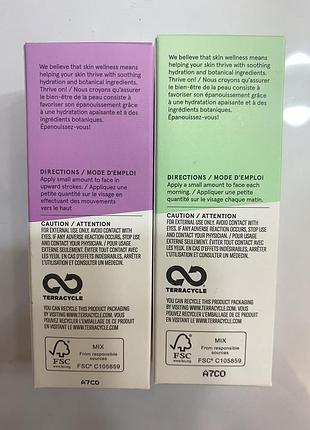 We believe that skin wellness means
helping your skin thrive with soothing
hydration and botanical ingredients.
Thrive on! / Nous croyons qu'assurer
le bien-être de la peau consiste à
favoriser son épanouissement grâce
à une hydratation apaisante et des
ingrédients botaniques.
Épanouissez-vous!
DIRECTIONS / MODE D'EMPLOI
Apply small amount to face in
upward strokes. / Appliquez une
petite quantité sur le visage en
effectuant des mouvements
vers le haut.
CAUTION / ATTENTION
FOR EXTERNAL USE ONLY. AVOID CONTACT WITH
EYES. IF ANY ADVERSE REACTION OCCURS, STOP
AND CONTACT YOUR PHYSICIAN. / POUR USAGE
EXTERNE SEULEMENT. ÉVITER TOUT CONTACT AVEC
LES YEUX. EN CAS D'EFFETS INDÉSIRABLES, ARRÊTER
L'UTILISATION ET CONSULTER UN MÉDECIN.
TERRACYCLE
YOU CAN RECYCLE THIS PACKAGING
BY VISITING WWW.TERRACYCLE.COM
VOUS POUVEZ RECYCLER L'EMBALLAGE DE CE PRODUIT
EN VISITANT LE WWW.TERRACYCLE.COM
FSC
www.fsc.org
MIX
From responsible
sources
FSC® C105859
A7CO
We believe that skin wellness means
helping your skin thrive with soothing
hydration and botanical ingredients.
Thrive on! / Nous croyons qu'assurer
le bien-être de la peau consiste à
favoriser son épanouissement grâce
à une hydratation apaisante et des
ingrédients botaniques.
Épanouissez-vous!
DIRECTIONS / MODE D'EMPLOI
Apply small amount to face each
morning. / Appliquez une petite
quantité sur le visage chaque matin.
CAUTION / ATTENTION
FOR EXTERNAL USE ONLY. AVOID CONTACT WITH
EYES. IF ANY ADVERSE REACTION OCCURS, STOP
AND CONTACT YOUR PHYSICIAN. / POUR USAGE
EXTERNE SEULEMENT. ÉVITER TOUT CONTACT AVEC
LES YEUX. EN CAS D'EFFETS INDÉSIRABLES, ARRÊTER
L'UTILISATION ET CONSULTER UN MÉDECIN.
TERRACYCLE
YOU CAN RECYCLE THIS PACKAGING
BY VISITING WWW.TERRACYCLE.COM
VOUS POUVEZ RECYCLER L'EMBALLAGE DE CE PRODUIT
EN VISITANT LE WWW.TERRACYCLE.COM
FSC
www.fsc.org
MIX
From responsible
sources
FSC® C105859
A7CO